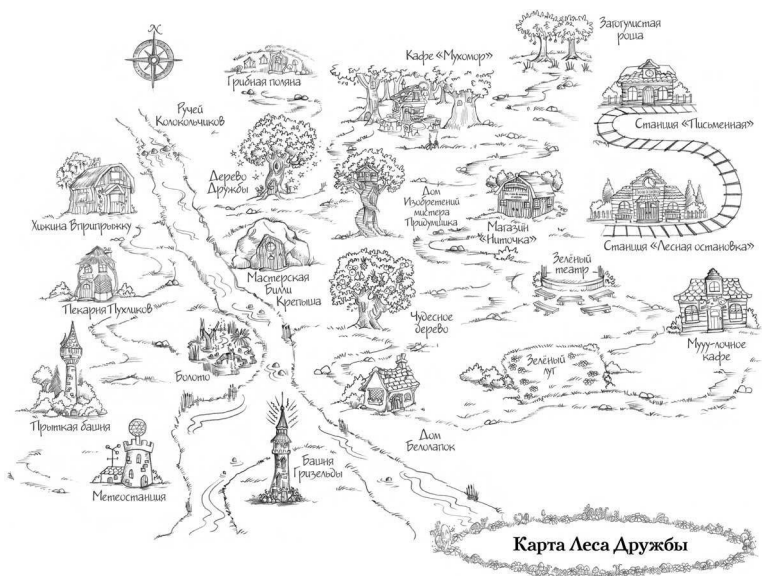 Загогулистая
роща
Кафе «Мухомор»
Грибная поляна
Ручей
Колокольчиков
Станция «Письменная»
Дерево
Дружбы
Дом
Изобретений
мистера
Придумщика
Хижина Вприпрыжку
Магазин
«Ниточка»
Станция «Лесная остановка»
Зелёный
театр
Мастерская
Билли
Крепыша
Пекарня Пухликов
Чудесное
дерево
Мууу-лочное
кафе
Зелёный
луг
Болото
Прыткая башня
Дом
Белолапок
Башня
Гризельды
Метеостанция
Карта Леса Дружбы